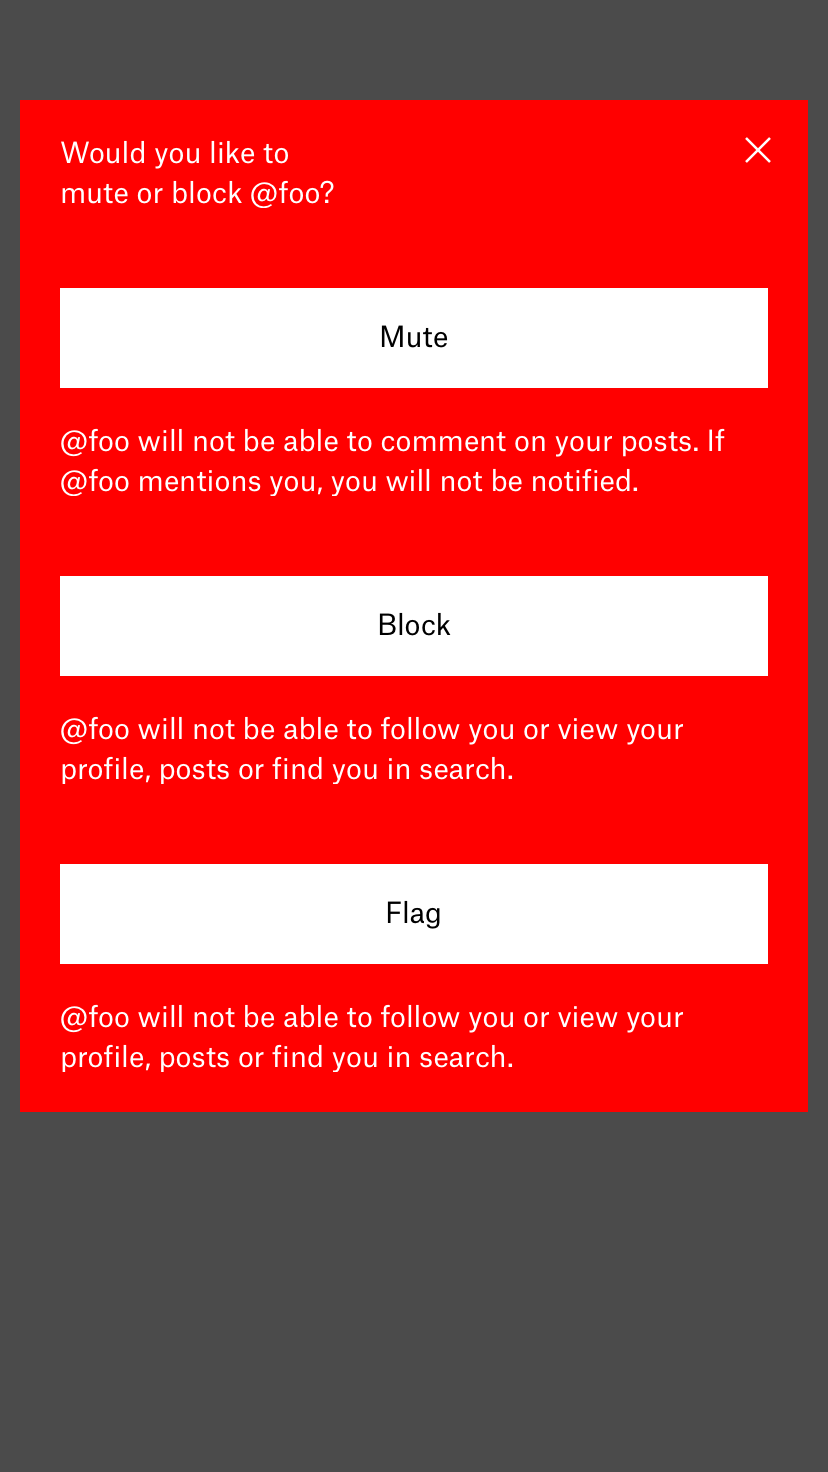 Would you like to
mute or block @foo?
Mute
@foo will not be able to comment on your posts. If
@foo mentions you, you will not be notified.
Block
@foo will not be able to follow you or view your
profile, posts or find you in search.
Flag
@foo will not be able to follow you or view your
profile, posts or find you in search.